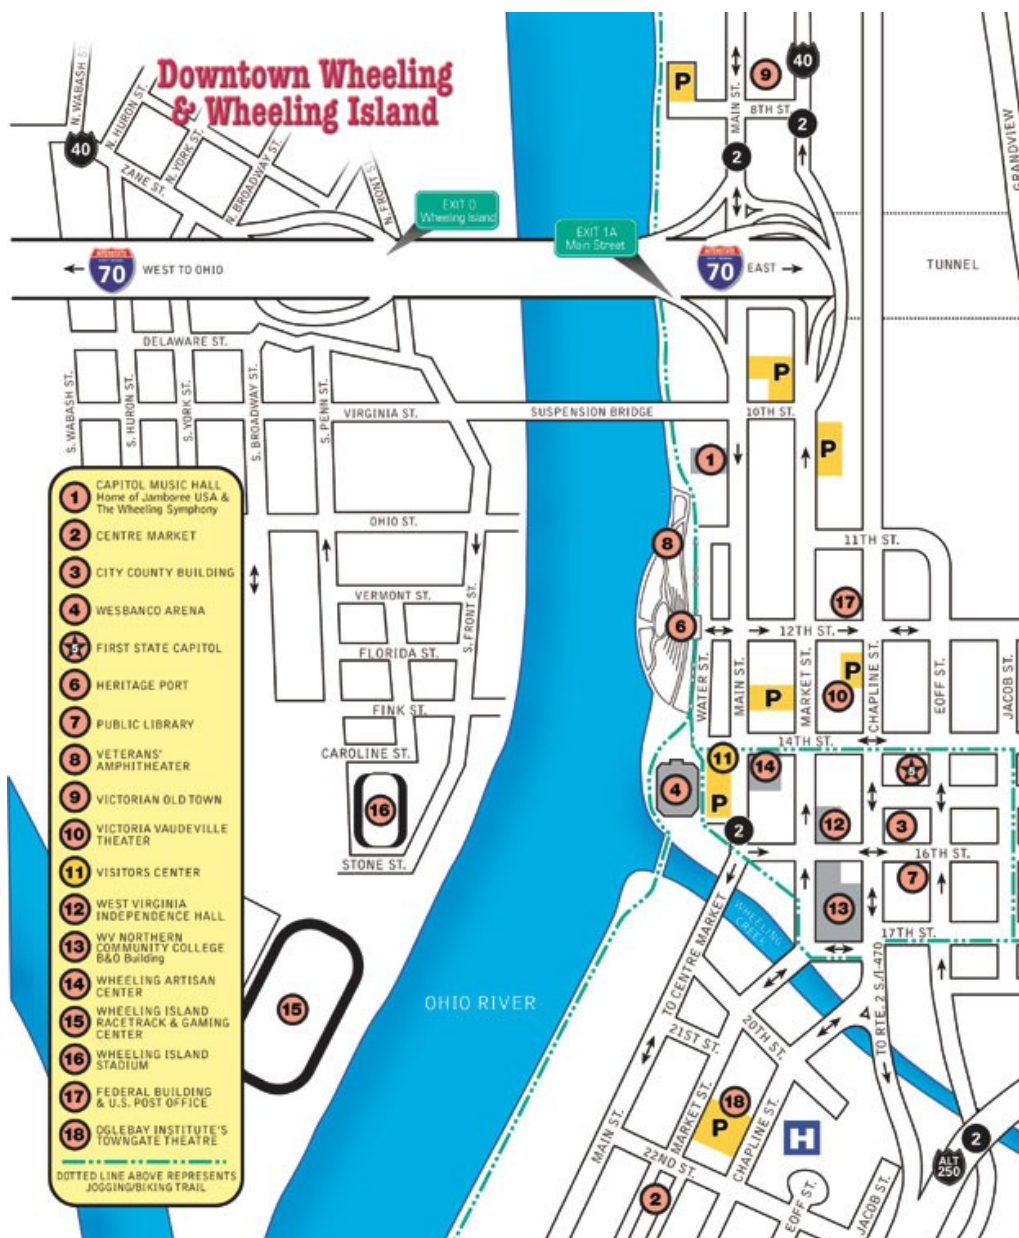 Downtown Wheeling
& Wheeling Island
N. WABASH ST.
N. HURON ST.
40
N. YORK ST.
ZANE ST.
N. BROADWAY ST.
N. FRONT ST.
EXIT 0
Wheeling Island
EXIT 1A
Main Street
P
9
40
MAIN ST.
8TH ST.
2
2
GRANDVIEW
INTERSTATE
70
WEST TO OHIO
INTERSTATE
70
EAST
TUNNEL
DELAWARE ST.
S. WABASH ST.
S. HURON ST.
S. YORK ST.
S. BROADWAY ST.
S. PENN ST.
VIRGINIA ST.
SUSPENSION BRIDGE
10TH ST.
P
P
1
OHIO ST.
8
11TH ST.
VERMONT ST.
S. FRONT ST.
17
6
12TH ST.
FLORIDA ST.
WATER ST.
MAIN ST.
MARKET ST.
CHAPLINE ST.
EOFF ST.
JACOB ST.
P
10
P
FINK ST.
14TH ST.
CAROLINE ST.
11
14
5
16
4
P
2
12
3
STONE ST.
16TH ST.
7
13
WHEELING
CREEK
17TH ST.
15
OHIO RIVER
TO CENTRE MARKET
TO RTE. 2 S./I-470
20TH ST.
21ST ST.
MARKET ST.
18
P
MAIN ST.
CHAPLINE ST.
H
22ND ST.
2
EOFF ST.
JACOB ST.
ALT
250
2
1 CAPITOL MUSIC HALL
Home of Jamboree USA &
The Wheeling Symphony
2 CENTRE MARKET
3 CITY COUNTY BUILDING
4 WESBANCO ARENA
5 FIRST STATE CAPITOL
6 HERITAGE PORT
7 PUBLIC LIBRARY
8 VETERANS'
AMPHITHEATER
9 VICTORIAN OLD TOWN
10 VICTORIA VAUDEVILLE
THEATER
11 VISITORS CENTER
12 WEST VIRGINIA
INDEPENDENCE HALL
13 WV NORTHERN
COMMUNITY COLLEGE
B&O Building
14 WHEELING ARTISAN
CENTER
15 WHEELING ISLAND
RACETRACK & GAMING
CENTER
16 WHEELING ISLAND
STADIUM
17 FEDERAL BUILDING
& U.S. POST OFFICE
18 OGLEBAY INSTITUTE'S
TOWNGATE THEATRE
DOTTED LINE ABOVE REPRESENTS
JOGGING/BIKING TRAIL